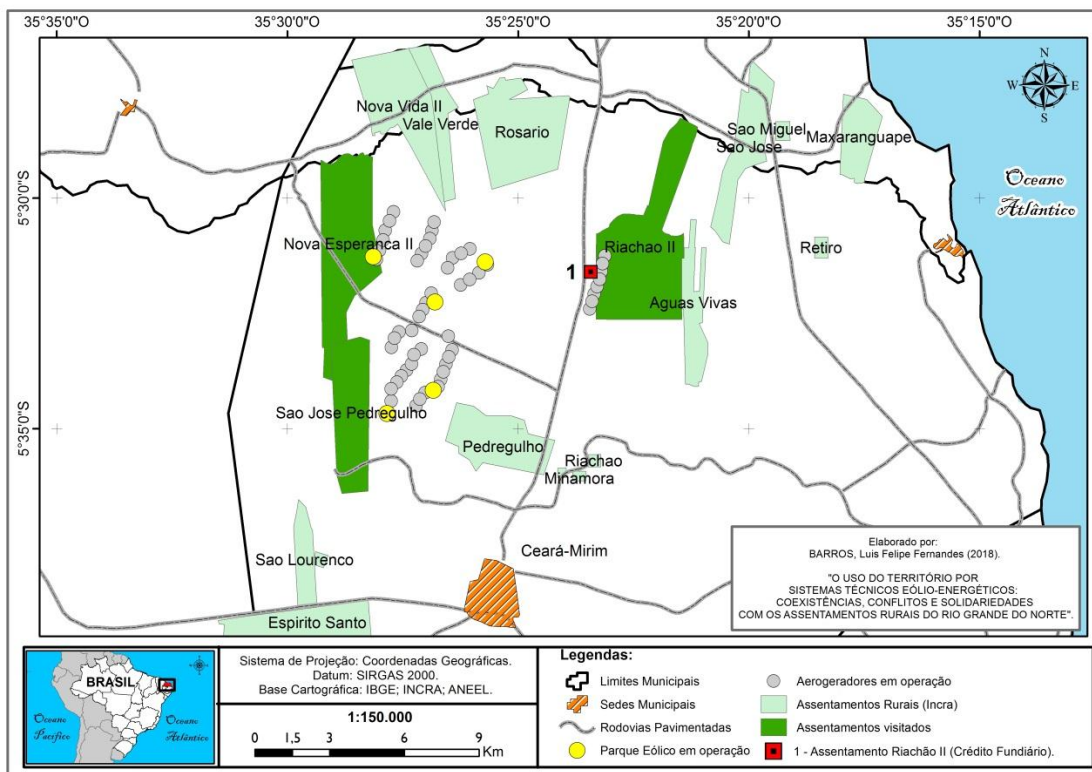 35°35'0"O 35°30'0"O 35°25'0"O 35°20'0"O 35°15'0"O
N
W E
S
Nova Vida II
Vale Verde
Rosario
Sao Miguel
Sao Jose
Maxaranguape
Oceano
Atlântico
5°30'0"S
5°30'0"S
Nova Esperanca II
Riachao II
Retiro
1
Aguas Vivas
5°35'0"S
5°35'0"S
Sao Jose Pedregulho
Pedregulho
Riachao
Minamora
Ceará-Mirim
Sao Lourenco
Espirito Santo
Elaborado por:
BARROS, Luis Felipe Fernandes (2018).
"O USO DO TERRITÓRIO POR
SISTEMAS TÉCNICOS EÓLIO-ENERGÉTICOS:
COEXISTÊNCIAS, CONFLITOS E SOLIDARIEDADES
COM OS ASSENTAMENTOS RURAIS DO RIO GRANDE DO NORTE".
BRASIL
Oceano
Pacífico
Oceano
Atlântico
Sistema de Projeção: Coordenadas Geográficas.
Datum: SIRGAS 2000.
Base Cartográfica: IBGE; INCRA; ANEEL.
1:150.000
0 1,5 3 6 9
Km
Legendas:
Limites Municipais
Sedes Municipais
Rodovias Pavimentadas
Parque Eólico em operação
Aerogeradores em operação
Assentamentos Rurais (Incra)
Assentamentos visitados
1 - Assentamento Riachão II (Crédito Fundiário).